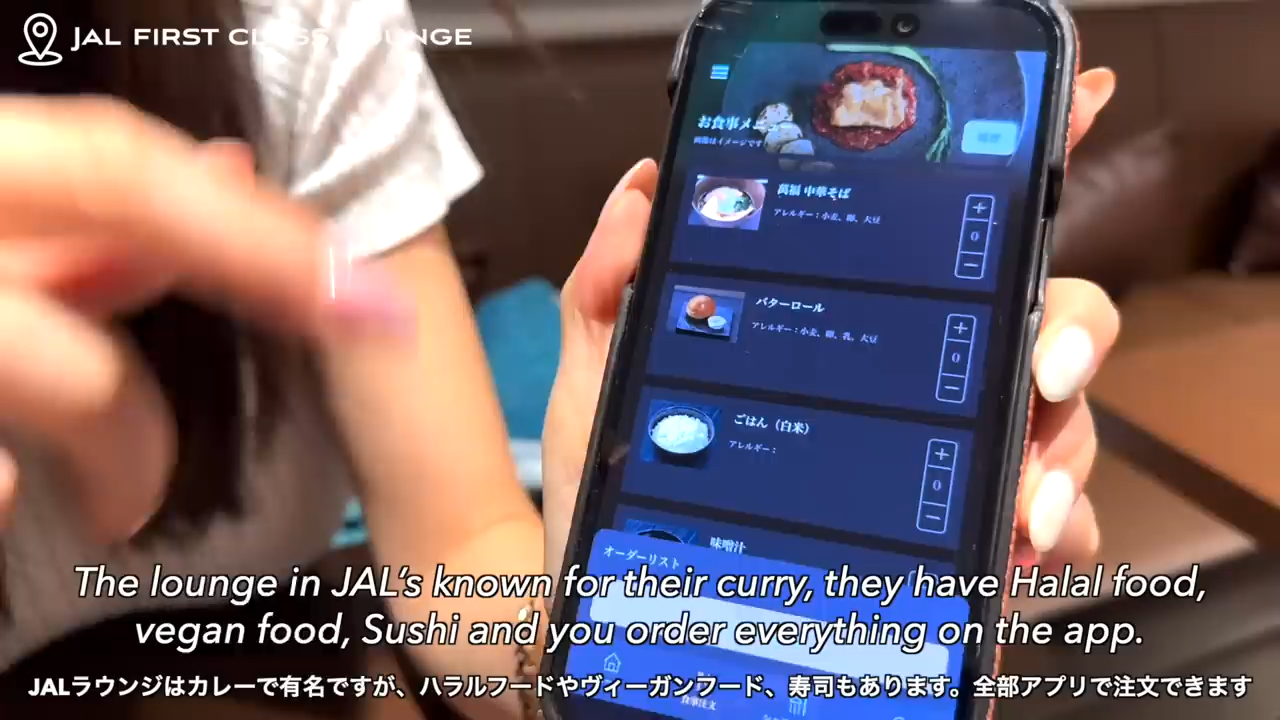 JAL FIRST CLASS LOUNGE
お食事メニ
画像はイメージです
萬福 中華そば
アレルギー：小麦、卵、大豆
+
0
−
バターロール
アレルギー：小麦、卵、乳、大豆
+
0
−
ごはん（白米）
アレルギー：
+
0
−
味噌汁
オーダーリスト
The lounge in JAL‘s known for their curry, they have Halal food,
vegan food, Sushi and you order everything on the app.
JALラウンジはカレーで有名ですが、ハラルフードやヴィーガンフード、寿司もあります。全部アプリで注文できます